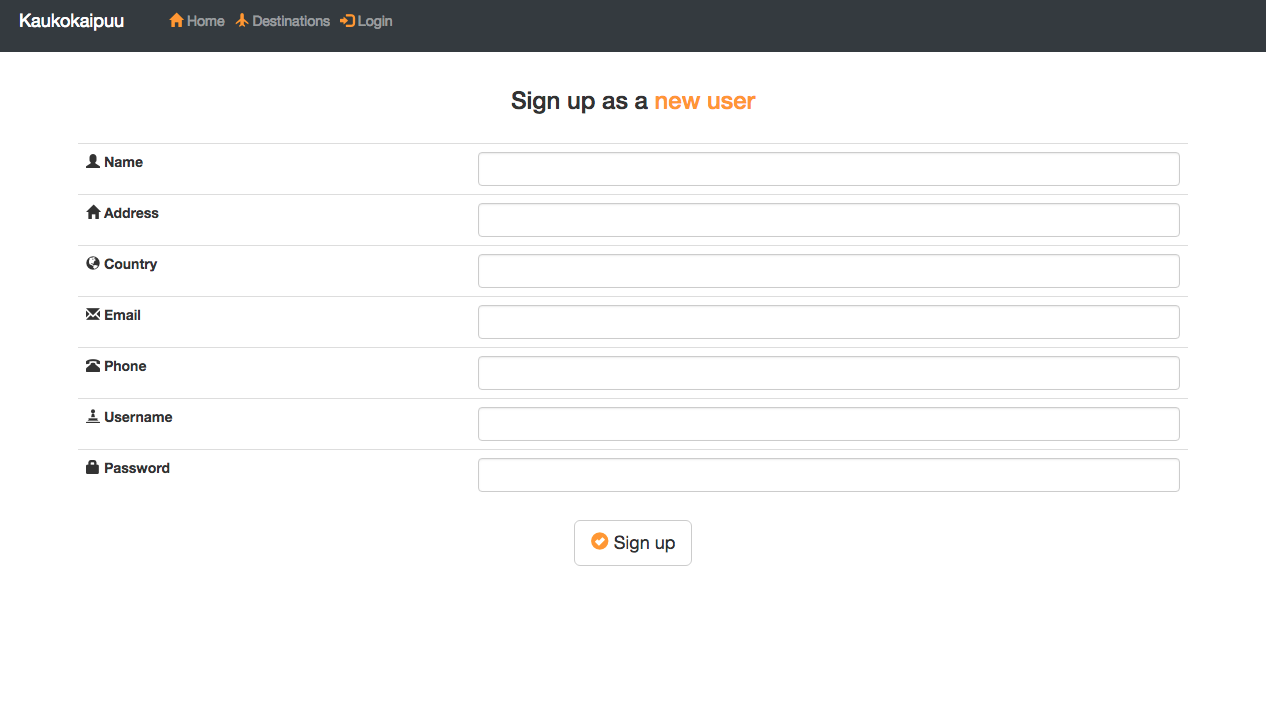 Kaukokaipuu Home Destinations Login
Sign up as a new user
Name
Address
Country
Email
Phone
Username
Password
Sign up